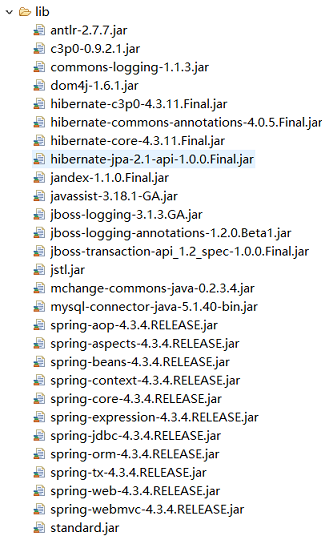 lib
antlr-2.7.7.jar
c3p0-0.9.2.1.jar
commons-logging-1.1.3.jar
dom4j-1.6.1.jar
hibernate-c3p0-4.3.11.Final.jar
hibernate-commons-annotations-4.0.5.Final.jar
hibernate-core-4.3.11.Final.jar
hibernate-jpa-2.1-api-1.0.0.Final.jar
jandex-1.1.0.Final.jar
javassist-3.18.1-GA.jar
jboss-logging-3.1.3.GA.jar
jboss-logging-annotations-1.2.0.Beta1.jar
jboss-transaction-api_1.2_spec-1.0.0.Final.jar
jstl.jar
mchange-commons-java-0.2.3.4.jar
mysql-connector-java-5.1.40-bin.jar
spring-aop-4.3.4.RELEASE.jar
spring-aspects-4.3.4.RELEASE.jar
spring-beans-4.3.4.RELEASE.jar
spring-context-4.3.4.RELEASE.jar
spring-core-4.3.4.RELEASE.jar
spring-expression-4.3.4.RELEASE.jar
spring-jdbc-4.3.4.RELEASE.jar
spring-orm-4.3.4.RELEASE.jar
spring-tx-4.3.4.RELEASE.jar
spring-web-4.3.4.RELEASE.jar
spring-webmvc-4.3.4.RELEASE.jar
standard.jar